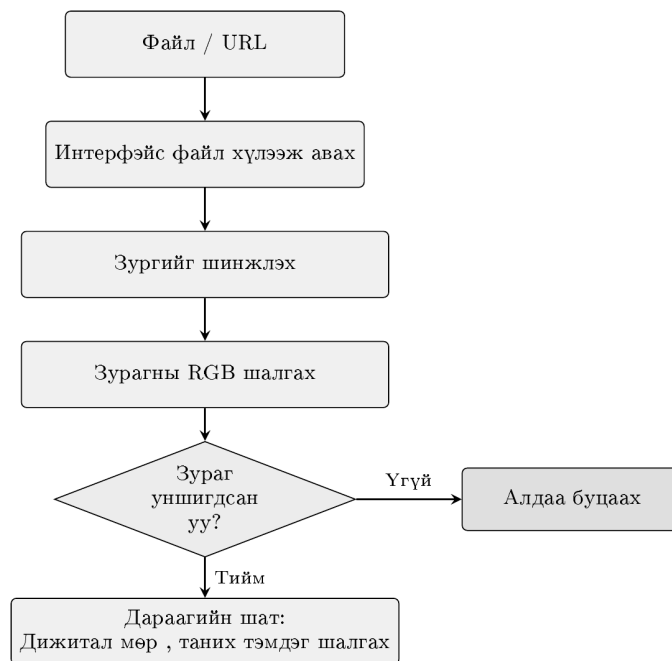 Файл / URL
Интерфэйс файл хүлээж авах
Зургийг шинжлэх
Зурагны RGB шалгах
Зураг
уншигдсан
уу?
Үгүй
Алдаа буцаах
Тийм
Дараагийн шат:
Дижитал мөр , таних тэмдэг шалгах